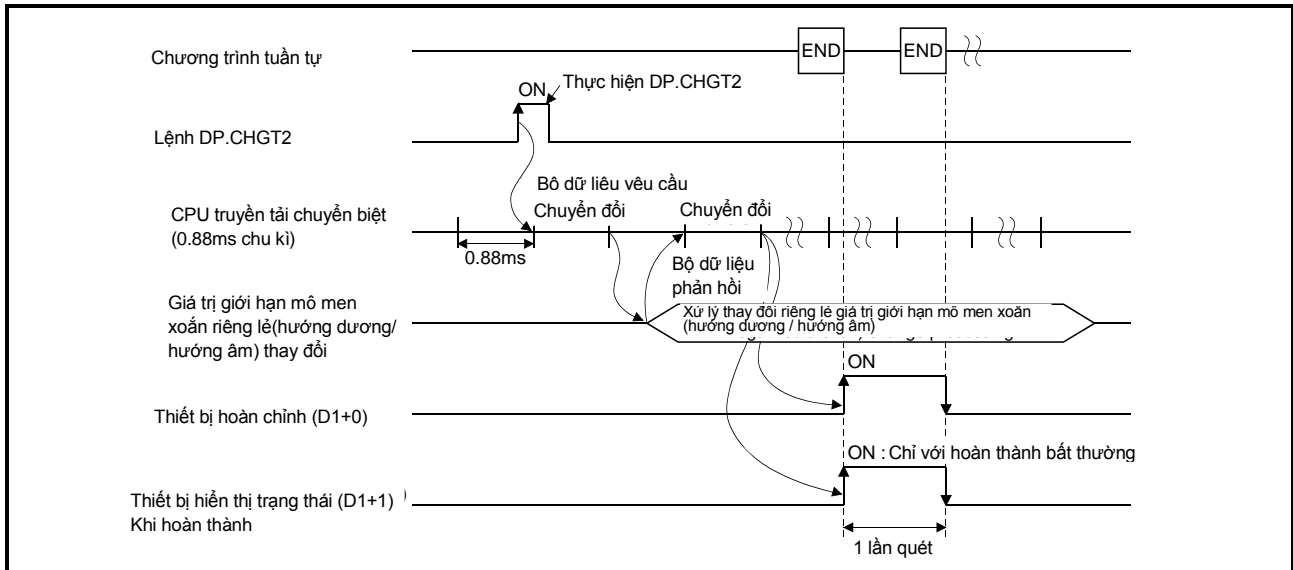 Chương trình tuần tự
END
END
ON
Thực hiện DP.CHGT2
Lệnh DP.CHGT2
Bô dữ liêu vêu cầu
CPU truyền tải chuyển biệt
(0.88ms chu kì)
Chuyển đổi
Chuyển đổi
0.88ms
Bộ dữ liệu
phản hồi
Giá trị giới hạn mô men
xoắn riêng lẻ(hướng dương/
hướng âm) thay đổi
Xử lý thay đổi riêng lẻ giá trị giới hạn mô men xoắn
(hướng dương / hướng âm)
ON
Thiết bị hoàn chỉnh (D1+0)
ON : Chỉ với hoàn thành bất thường
Thiết bị hiển thị trạng thái (D1+1)
Khi hoàn thành
1 lần quét